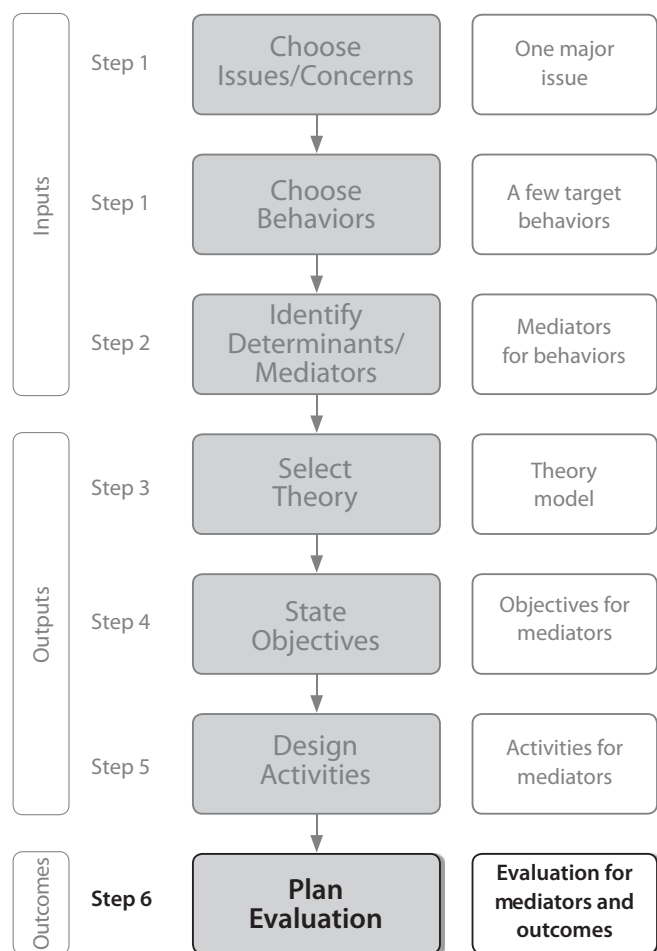 Inputs
Step 1
Choose
Issues/Concerns
One major
issue
Step 1
Choose
Behaviors
A few target
behaviors
Step 2
Identify
Determinants/
Mediators
Mediators
for behaviors
Outputs
Step 3
Select
Theory
Theory
model
Step 4
State
Objectives
Objectives for
mediators
Step 5
Design
Activities
Activities for
mediators
Outcomes
Step 6
Plan
Evaluation
Evaluation for
mediators and
outcomes